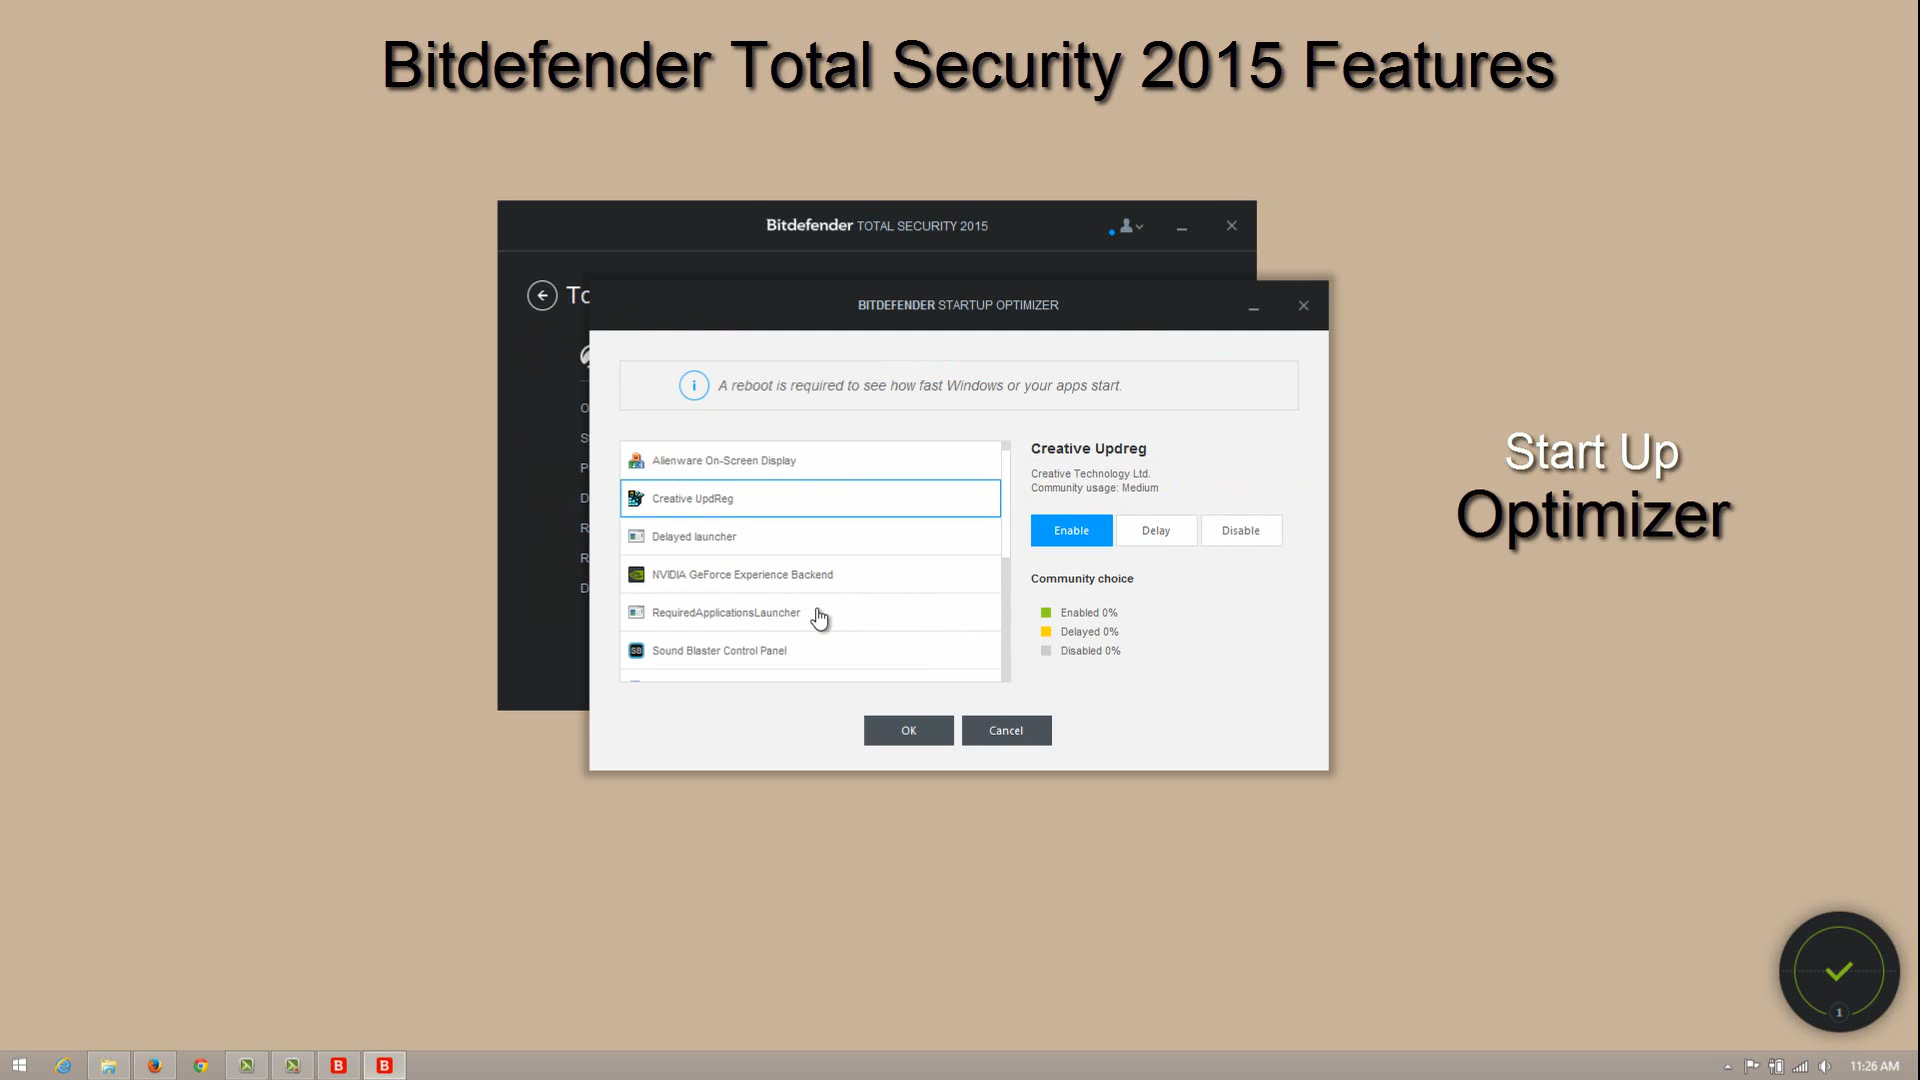 Bitdefender Total Security 2015 Features
Bitdefender TOTAL SECURITY 2015
To
BITDEFENDER STARTUP OPTIMIZER
i A reboot is required to see how fast Windows or your apps start.
O
S
P
D
R
R
D
Alienware On-Screen Display
Creative UpdReg
Delayed launcher
NVIDIA GeForce Experience Backend
RequiredApplicationsLauncher
SB Sound Blaster Control Panel
Creative Updreg
Creative Technology Ltd.
Community usage: Medium
Enable Delay Disable
Community choice
Enabled 0%
Delayed 0%
Disabled 0%
OK Cancel
Start Up
Optimizer
1
B B
11:26 AM